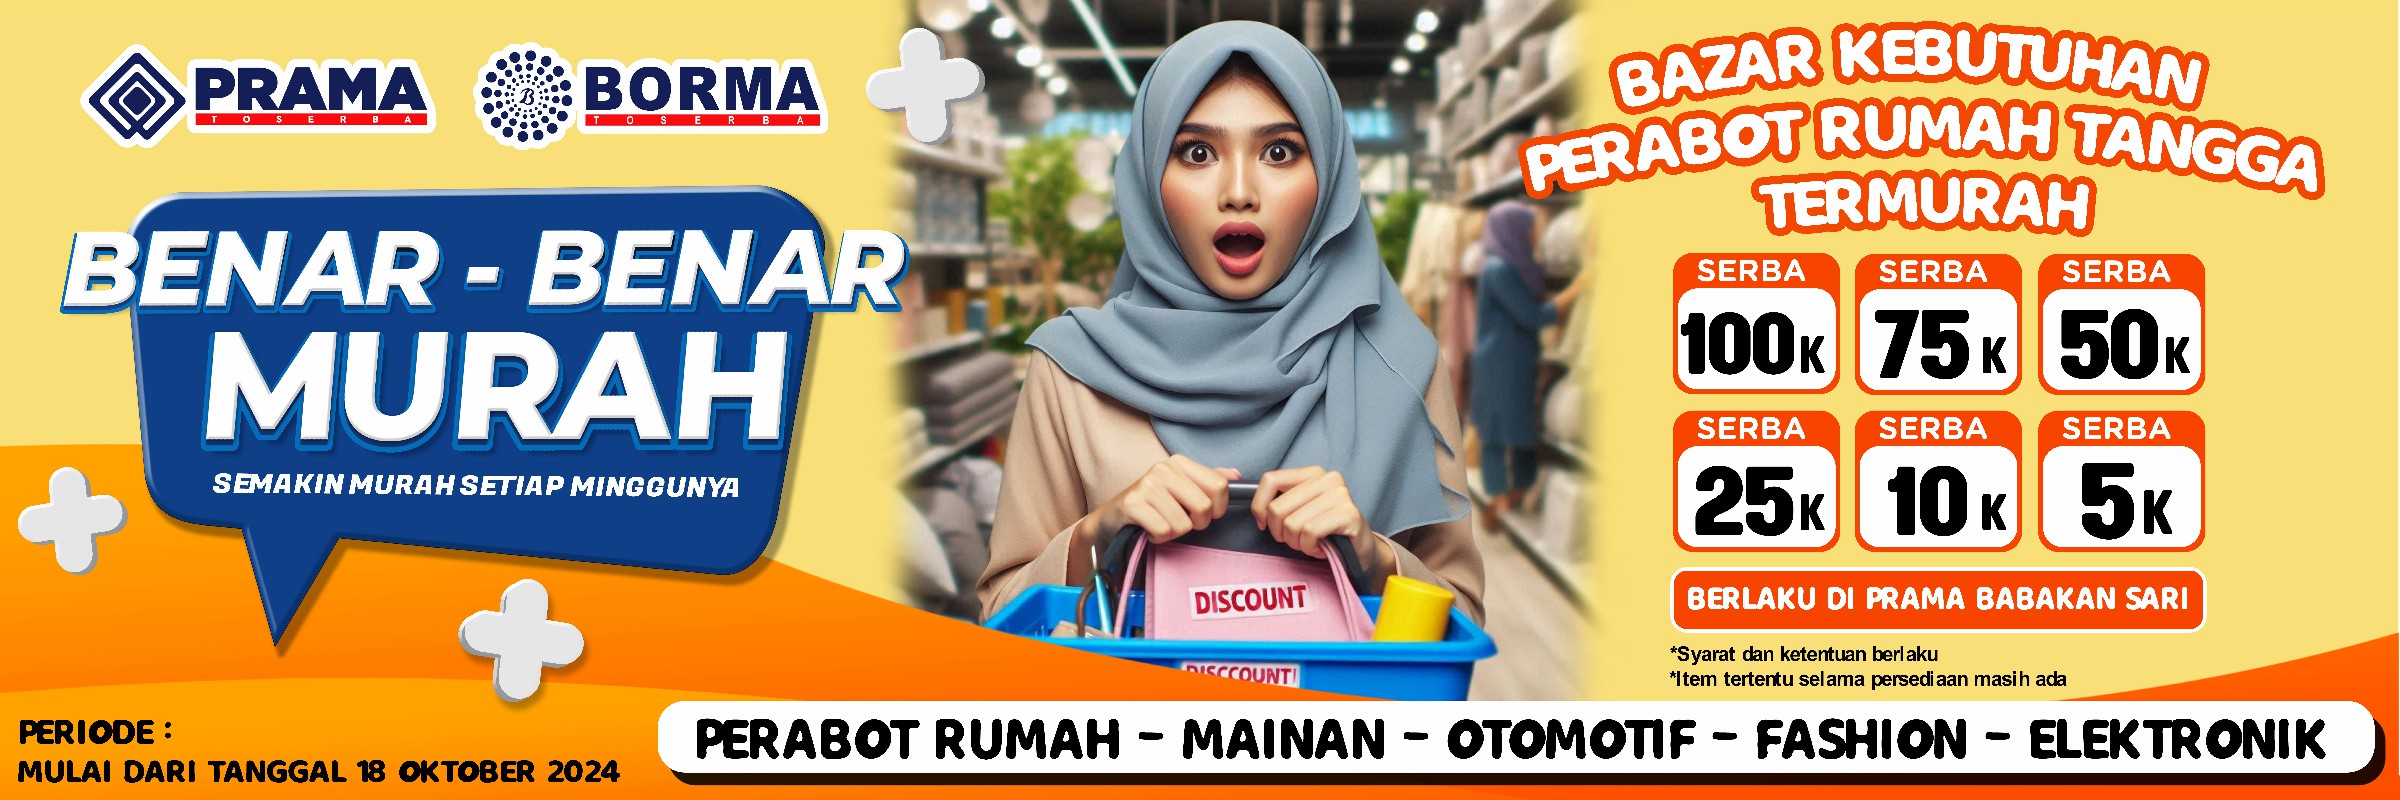 PRAMA
TOSERBA
BORMA
TOSERBA
BENAR - BENAR
MURAH
SEMAKIN MURAH SETIAP MINGGUNYA
DISCOUNT
DISCCOUNT!
BAZAR KEBUTUHAN
PERABOT RUMAH TANGGA
TERMURAH
SERBA
100K
SERBA
75K
SERBA
50K
SERBA
25K
SERBA
10K
SERBA
5K
BERLAKU DI PRAMA BABAKAN SARI
*Syarat dan ketentuan berlaku
*Item tertentu selama persediaan masih ada
PERIODE :
MULAI DARI TANGGAL 18 OKTOBER 2024
PERABOT RUMAH - MAINAN - OTOMOTIF - FASHION - ELEKTRONIK